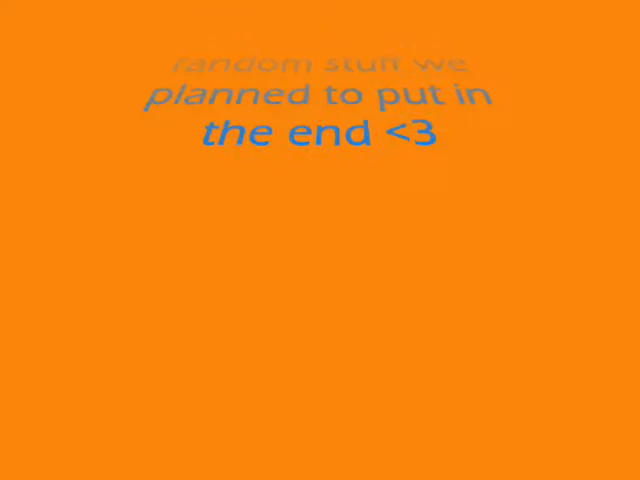 random stuff we
planned to put in
the end <3